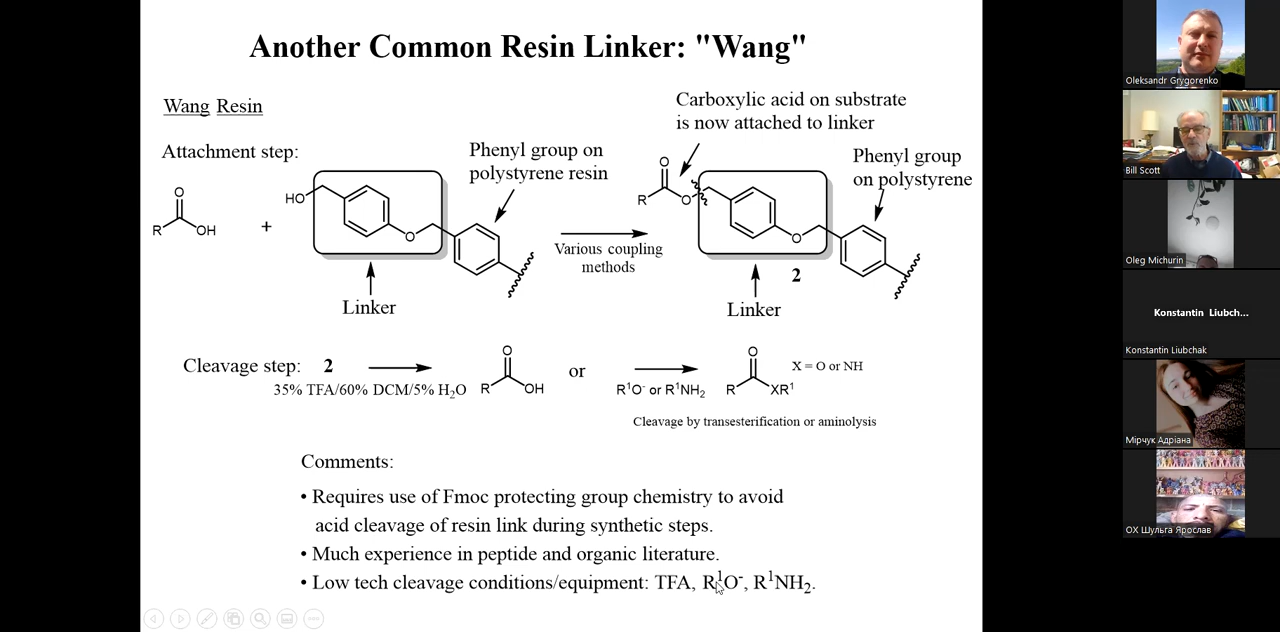 Another Common Resin Linker: "Wang"
Wang Resin
Carboxylic acid on substrate
is now attached to linker
Attachment step:
Phenyl group on
polystyrene resin
Phenyl group
on polystyrene
O
R
OH
+
HO
O
Various coupling
methods
O
R
O
O
2
Linker
Linker
Cleavage step: 2
35% TFA/60% DCM/5% H₂O
O
R
OH
or
R¹O⁻ or R¹NH₂
O
R
XR¹
X = O or NH
Cleavage by transesterification or aminolysis
Comments:
• Requires use of Fmoc protecting group chemistry to avoid
acid cleavage of resin link during synthetic steps.
• Much experience in peptide and organic literature.
• Low tech cleavage conditions/equipment: TFA, R¹O⁻, R¹NH₂.
Oleksandr Grygorenko
Bill Scott
Oleg Michurin
Konstantin Liubch...
Konstantin Liubchak
Мірчук Адріана
ОХ Шульга Ярослав